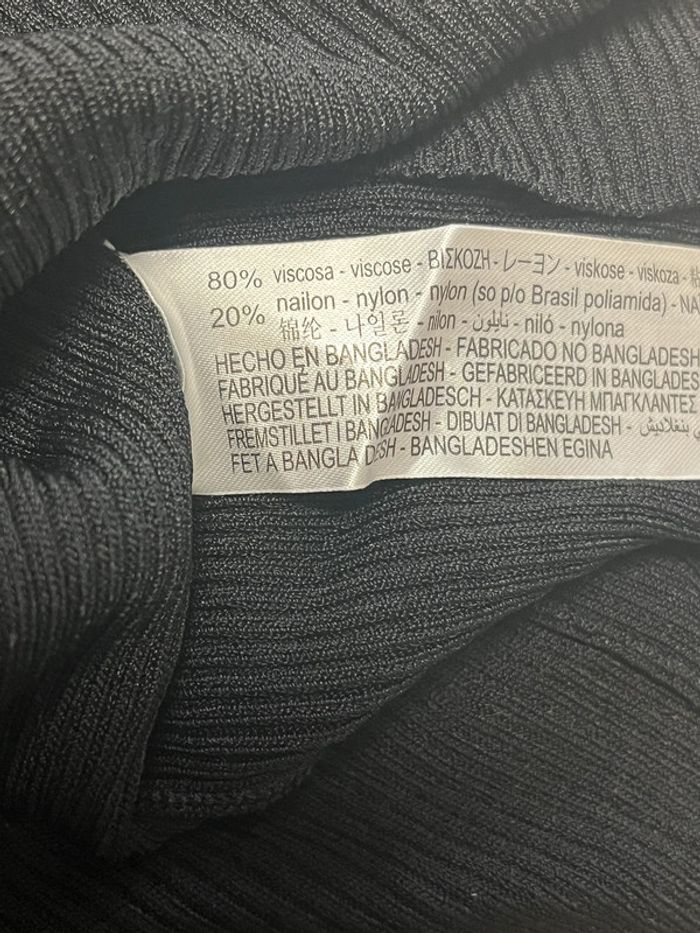 80% viscosa - viscose - ΒΙΣΚΟΖΗ - レーヨン - viskose - viskoza -
20% nailon - nylon - nylon (so p/o Brasil poliamida) -
锦纶 - 나일론 - nilon - نايلون - niló - nylona
HECHO EN BANGLADESH - FABRICADO NO BANGLADESH
FABRIQUÉ AU BANGLADESH - GEFABRICEERD IN BANGLADES
HERGESTELLT IN BANGLADESCH - ΚΑΤΑΣΚΕΥΗ ΜΠΑΓΚΛΑΝΤΕΣ
FREMSTILLET I BANGLADESH - DIBUAT DI BANGLADESH -
FET A BANGLA DESH - BANGLADESHEN EGINA